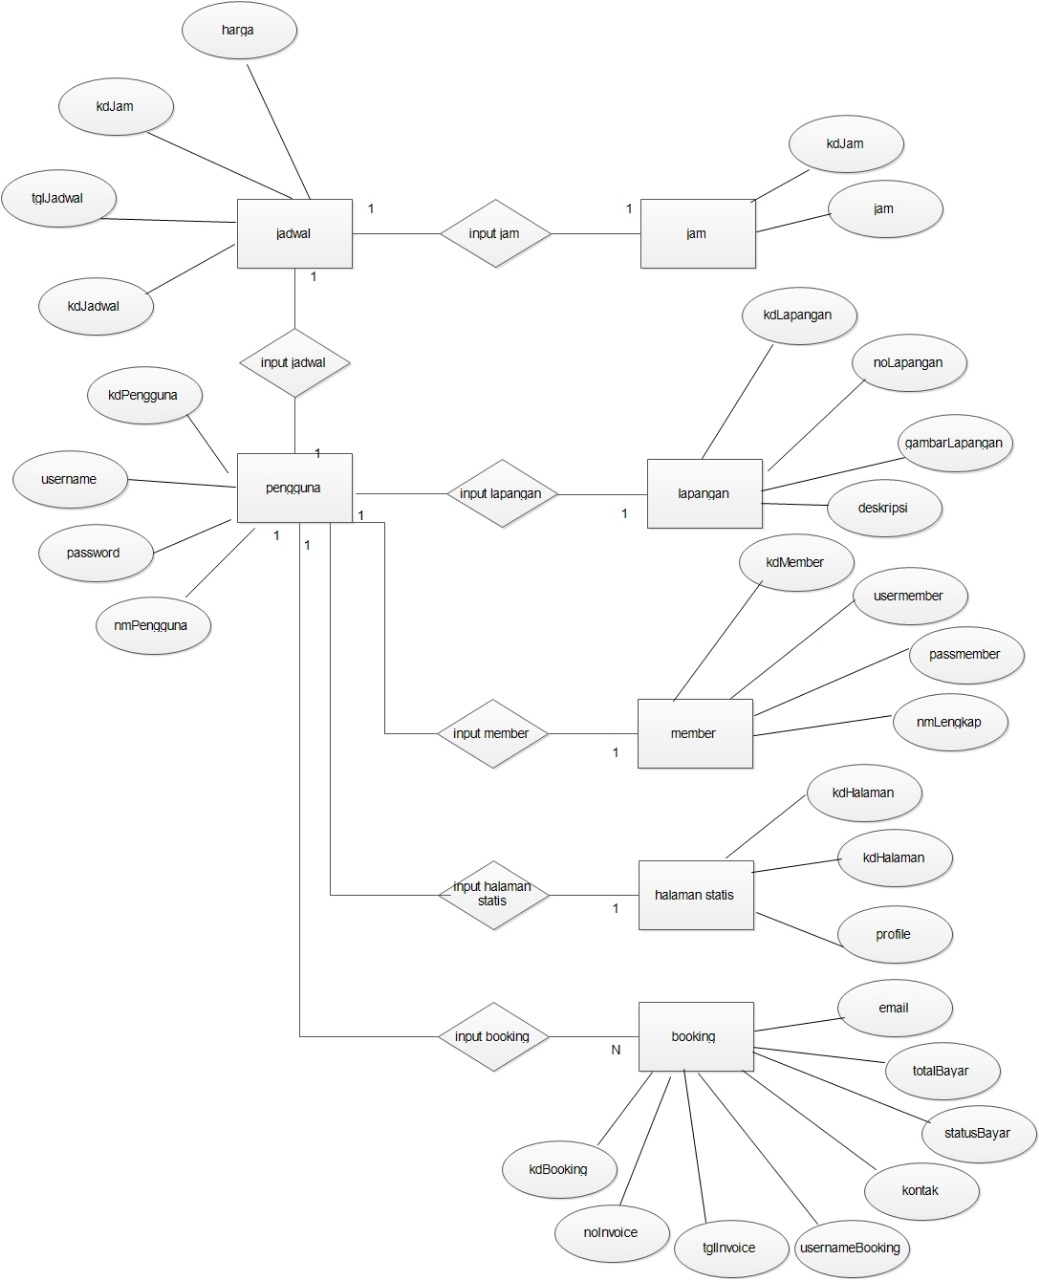 harga
kdJam
kdJam
tglJadwal
jam
1
1
jadwal
input jam
jam
1
kdJadwal
kdLapangan
input jadwal
noLapangan
kdPengguna
gambarLapangan
1
username
pengguna
input lapangan
lapangan
deskripsi
1
1
1
1
password
kdMember
usermember
nmPengguna
passmember
nmLengkap
input member
member
1
kdHalaman
kdHalaman
input halaman
statis
halaman statis
1
profile
email
input booking
booking
N
totalBayar
statusBayar
kdBooking
kontak
noInvoice
tglInvoice
usernameBooking